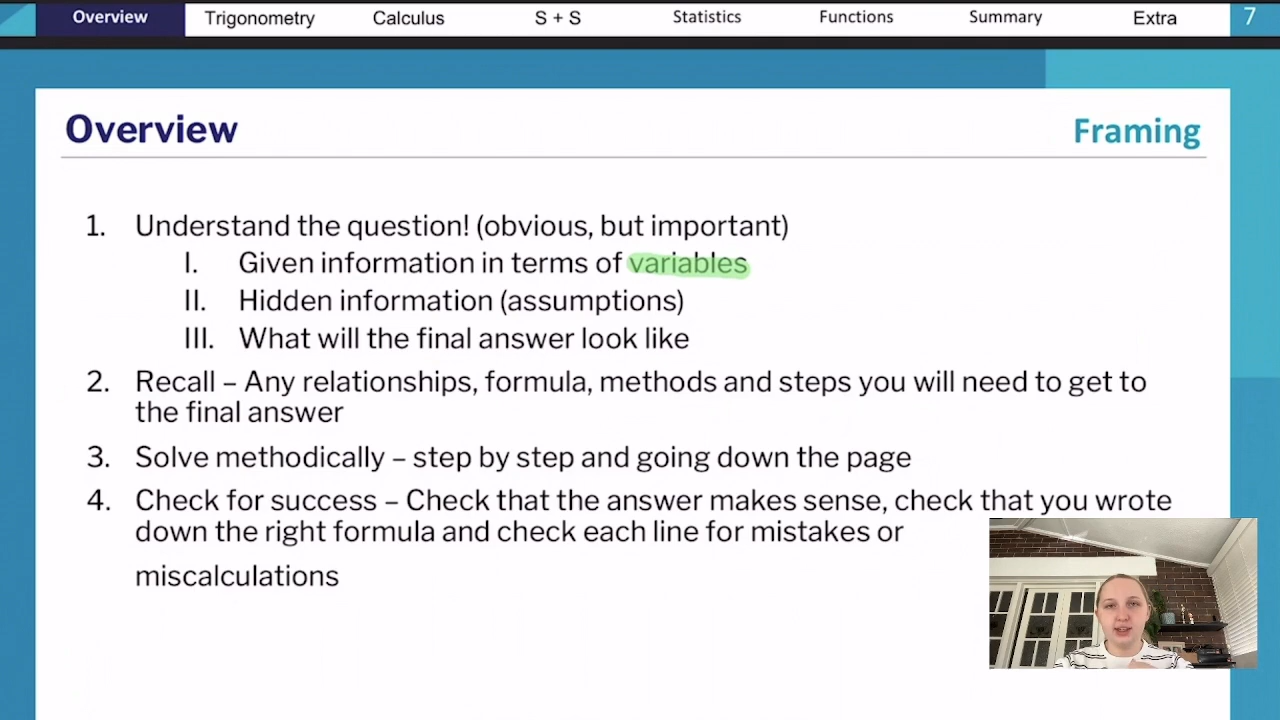 Overview Trigonometry Calculus S + S Statistics Functions Summary Extra 7
Overview Framing
1. Understand the question! (obvious, but important)
I. Given information in terms of variables
II. Hidden information (assumptions)
III. What will the final answer look like
2. Recall – Any relationships, formula, methods and steps you will need to get to
the final answer
3. Solve methodically – step by step and going down the page
4. Check for success – Check that the answer makes sense, check that you wrote
down the right formula and check each line for mistakes or
miscalculations